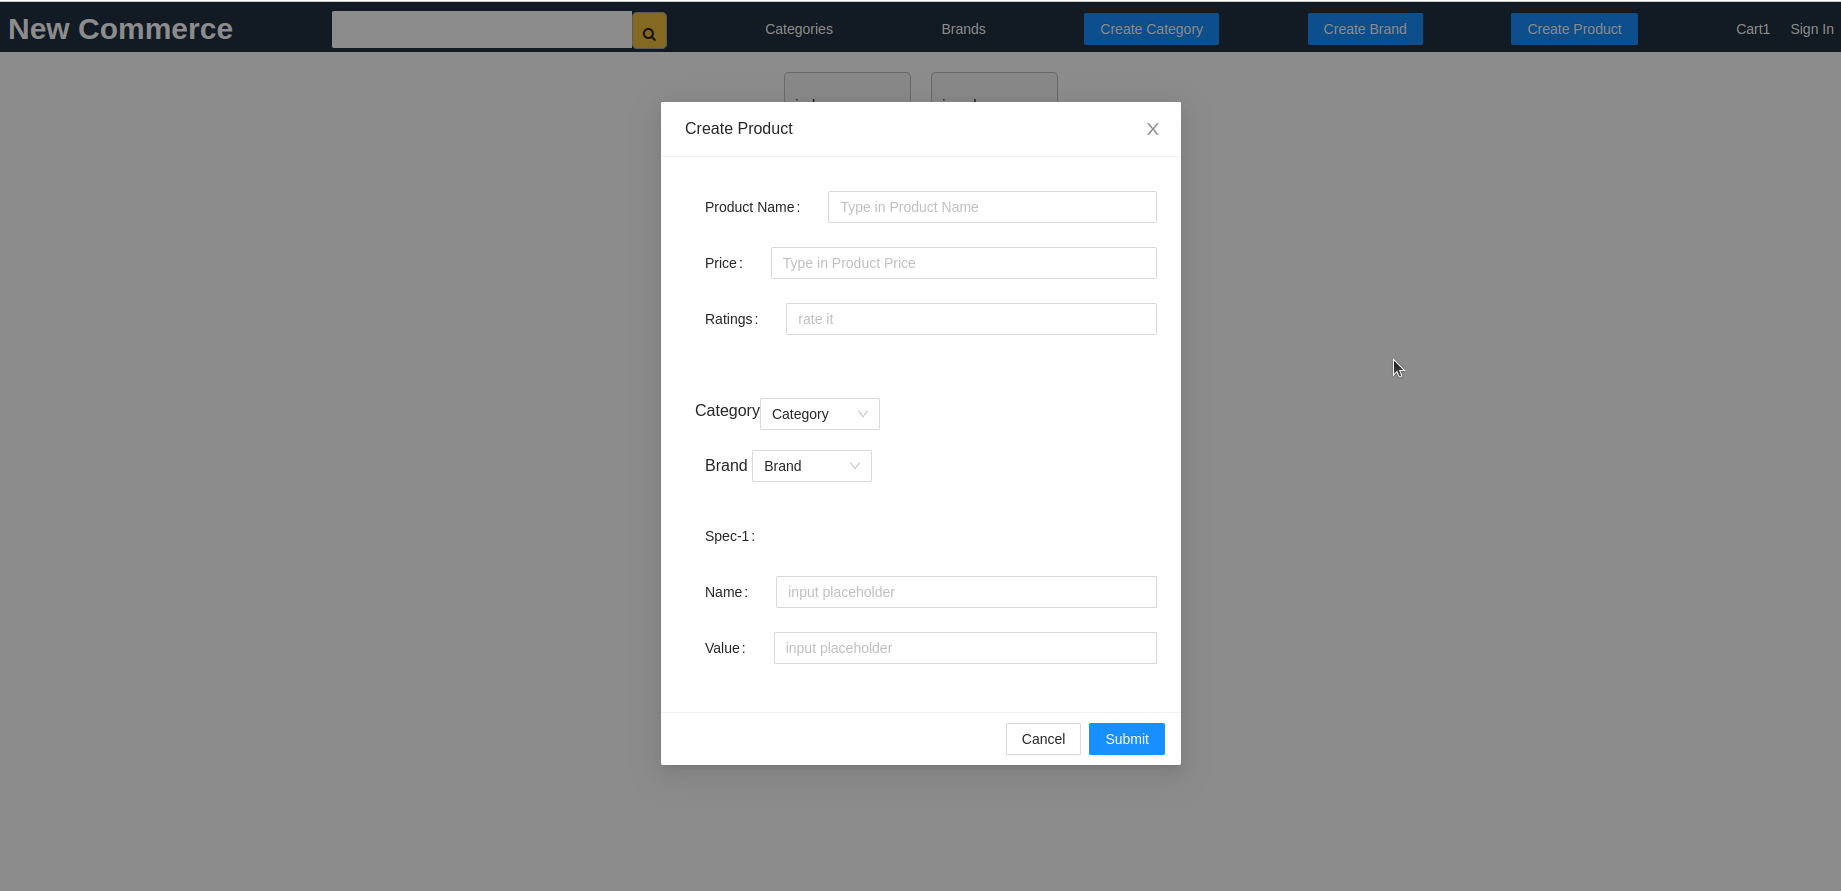 New Commerce Categories Brands Create Category Create Brand Create Product Cart1 Sign In
Create Product
Product Name : Type in Product Name
Price : Type in Product Price
Ratings : rate it
Category Category
Brand Brand
Spec-1 :
Name : input placeholder
Value : input placeholder
Cancel Submit